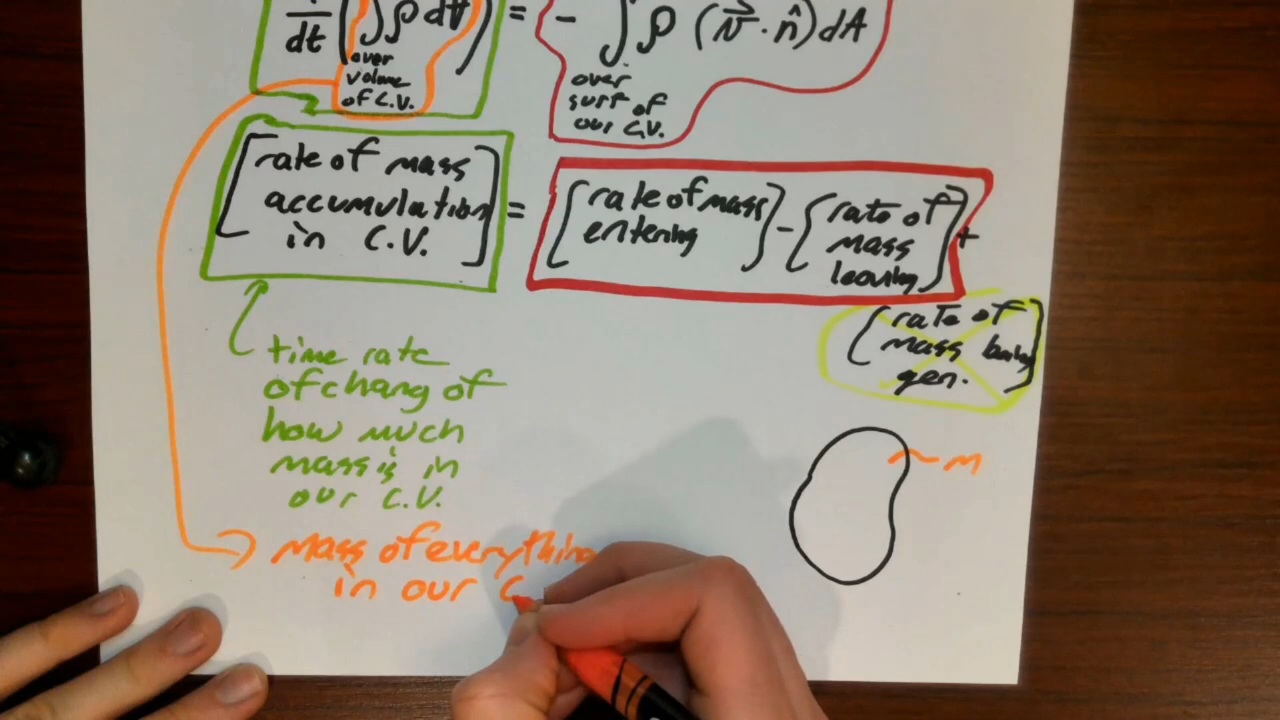 d/dt (∫ρ dV) = - ∫ρ (v⃗ · n̂) dA
over
volume
of C.V.
over
surf of
our C.V.
[rate of mass
accumulation
in C.V.]
=
[rate of mass
entering]
-
[rate of
mass
leaving]
+
[rate of
mass being
gen.]
time rate
of chang of
how much
mass is in
our C.V.
M
Mass of everything
in our C